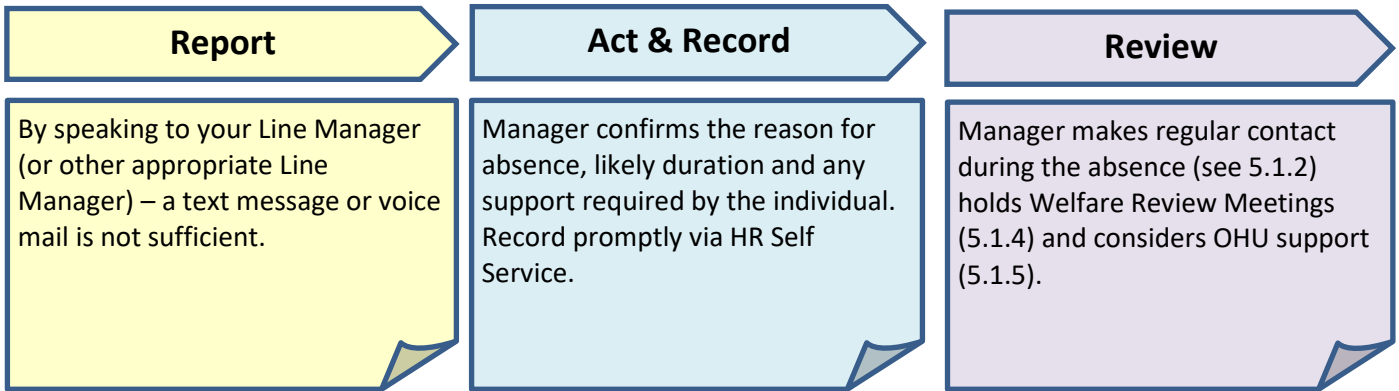 Report
By speaking to your Line Manager
(or other appropriate Line
Manager) – a text message or voice
mail is not sufficient.
Act & Record
Manager confirms the reason for
absence, likely duration and any
support required by the individual.
Record promptly via HR Self
Service.
Review
Manager makes regular contact
during the absence (see 5.1.2)
holds Welfare Review Meetings
(5.1.4) and considers OHU support
(5.1.5).